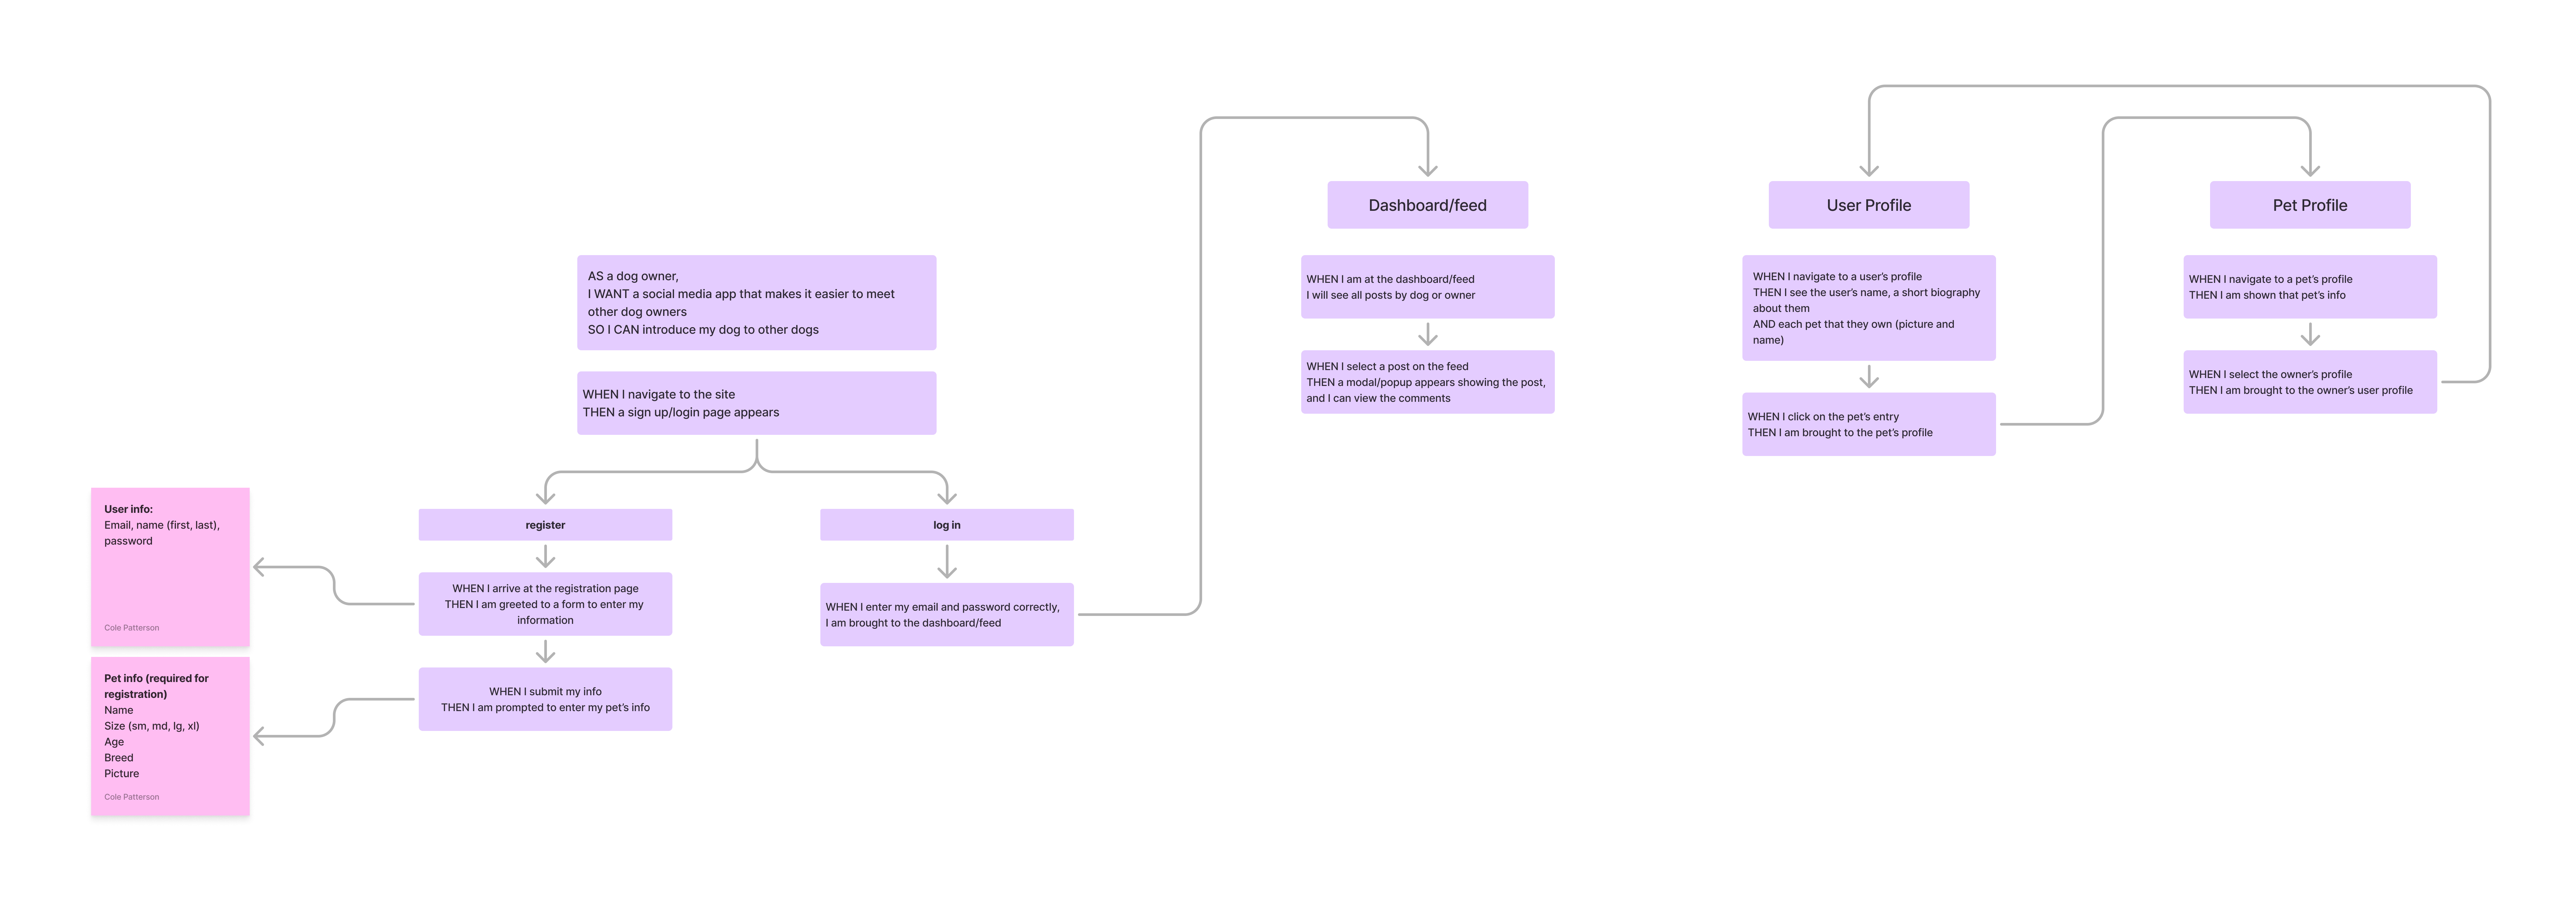 AS a dog owner,
I WANT a social media app that makes it easier to meet
other dog owners
SO I CAN introduce my dog to other dogs
WHEN I navigate to the site
THEN a sign up/login page appears
register
WHEN I arrive at the registration page
THEN I am greeted to a form to enter my
information
WHEN I submit my info
THEN I am prompted to enter my pet’s info
User info:
Email, name (first, last),
password
Cole Patterson
Pet info (required for
registration)
Name
Size (sm, md, lg, xl)
Age
Breed
Picture
Cole Patterson
log in
WHEN I enter my email and password correctly,
I am brought to the dashboard/feed
Dashboard/feed
WHEN I am at the dashboard/feed
I will see all posts by dog or owner
WHEN I select a post on the feed
THEN a modal/popup appears showing the post,
and I can view the comments
User Profile
WHEN I navigate to a user’s profile
THEN I see the user’s name, a short biography
about them
AND each pet that they own (picture and
name)
WHEN I click on the pet’s entry
THEN I am brought to the pet’s profile
Pet Profile
WHEN I navigate to a pet’s profile
THEN I am shown that pet’s info
WHEN I select the owner’s profile
THEN I am brought to the owner’s user profile